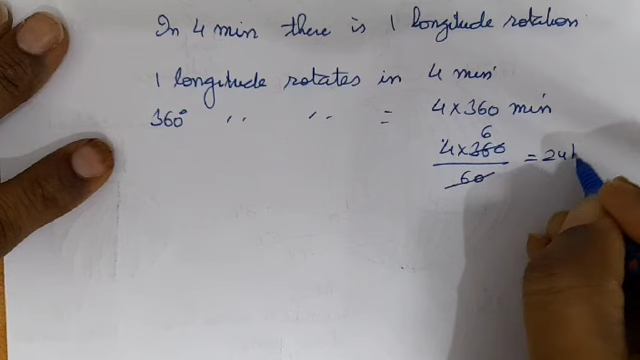 In 4 min there is 1 longitude rotation
1 longitude rotates in 4 min
360° ,, ,, = 4×360 min
6
4×360
60
= 24h